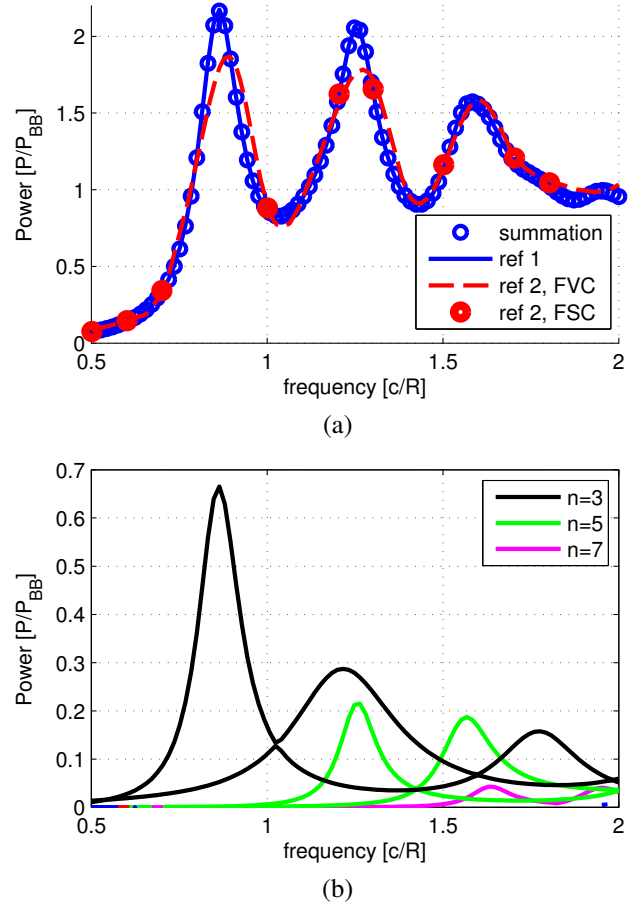 2
1.5
1
0.5
0
Power [P/P_BB]
summation
ref 1
ref 2, FVC
ref 2, FSC
0.5 1 1.5 2
frequency [c/R]
(a)
0.7
0.6
0.5
0.4
0.3
0.2
0.1
0
Power [P/P_BB]
n=3
n=5
n=7
0.5 1 1.5 2
frequency [c/R]
(b)